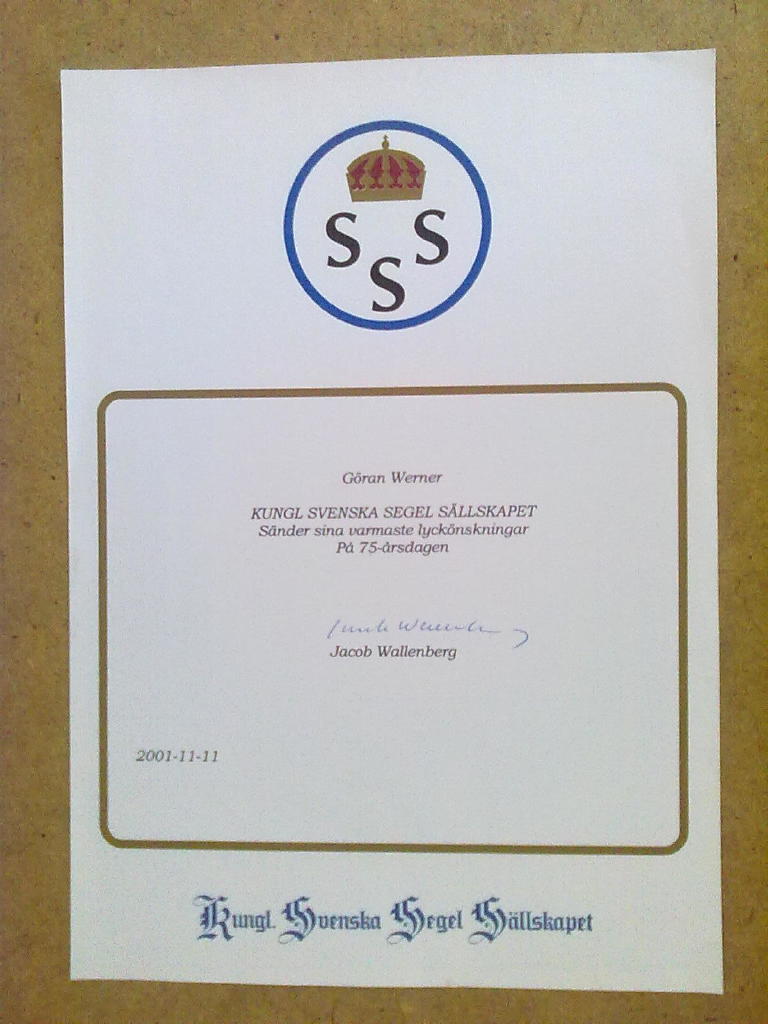 S S
S
Göran Werner
KUNGL SVENSKA SEGEL SÄLLSKAPET
Sänder sina varmaste lyckönskningar
På 75-årsdagen
Jacob Wallenberg
2001-11-11
Kungl. Svenska Segel Sällskapet